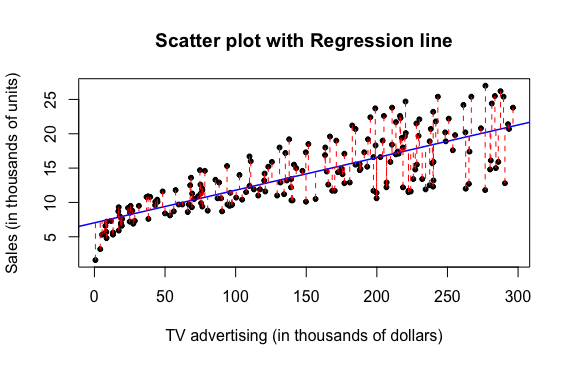 Scatter plot with Regression line
Sales (in thousands of units)
25
20
15
10
5
0 50 100 150 200 250 300
TV advertising (in thousands of dollars)